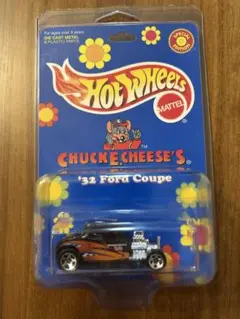 For ages over 3 years
DIE CAST METAL
& PLASTIC PARTS
SPECIAL
EDITION
Hot Wheels
MATTEL
CHUCK E. CHEESE'S
'32 Ford Coupe